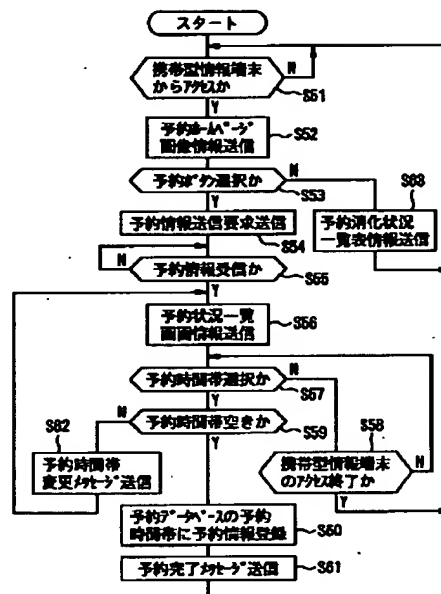 スタート
携帯型情報端末
からアクセスか
N
S51
Y
予約ホームページ
画像情報送信
S52
予約ボタン選択か
N
S53
Y
S63
予約情報送信要求送信
S54
予約消化状況
一覧表情報送信
N
予約情報受信か
S55
Y
予約状況一覧
画面情報送信
S56
予約時間帯選択か
N
S57
Y
N
予約時間帯空きか
S59
Y
S62
予約時間帯
変更メッセージ送信
S58
携帯型情報端末
のアクセス終了か
N
Y
予約データベースの予約
時間帯に予約情報登録
S60
予約完了メッセージ送信
S61